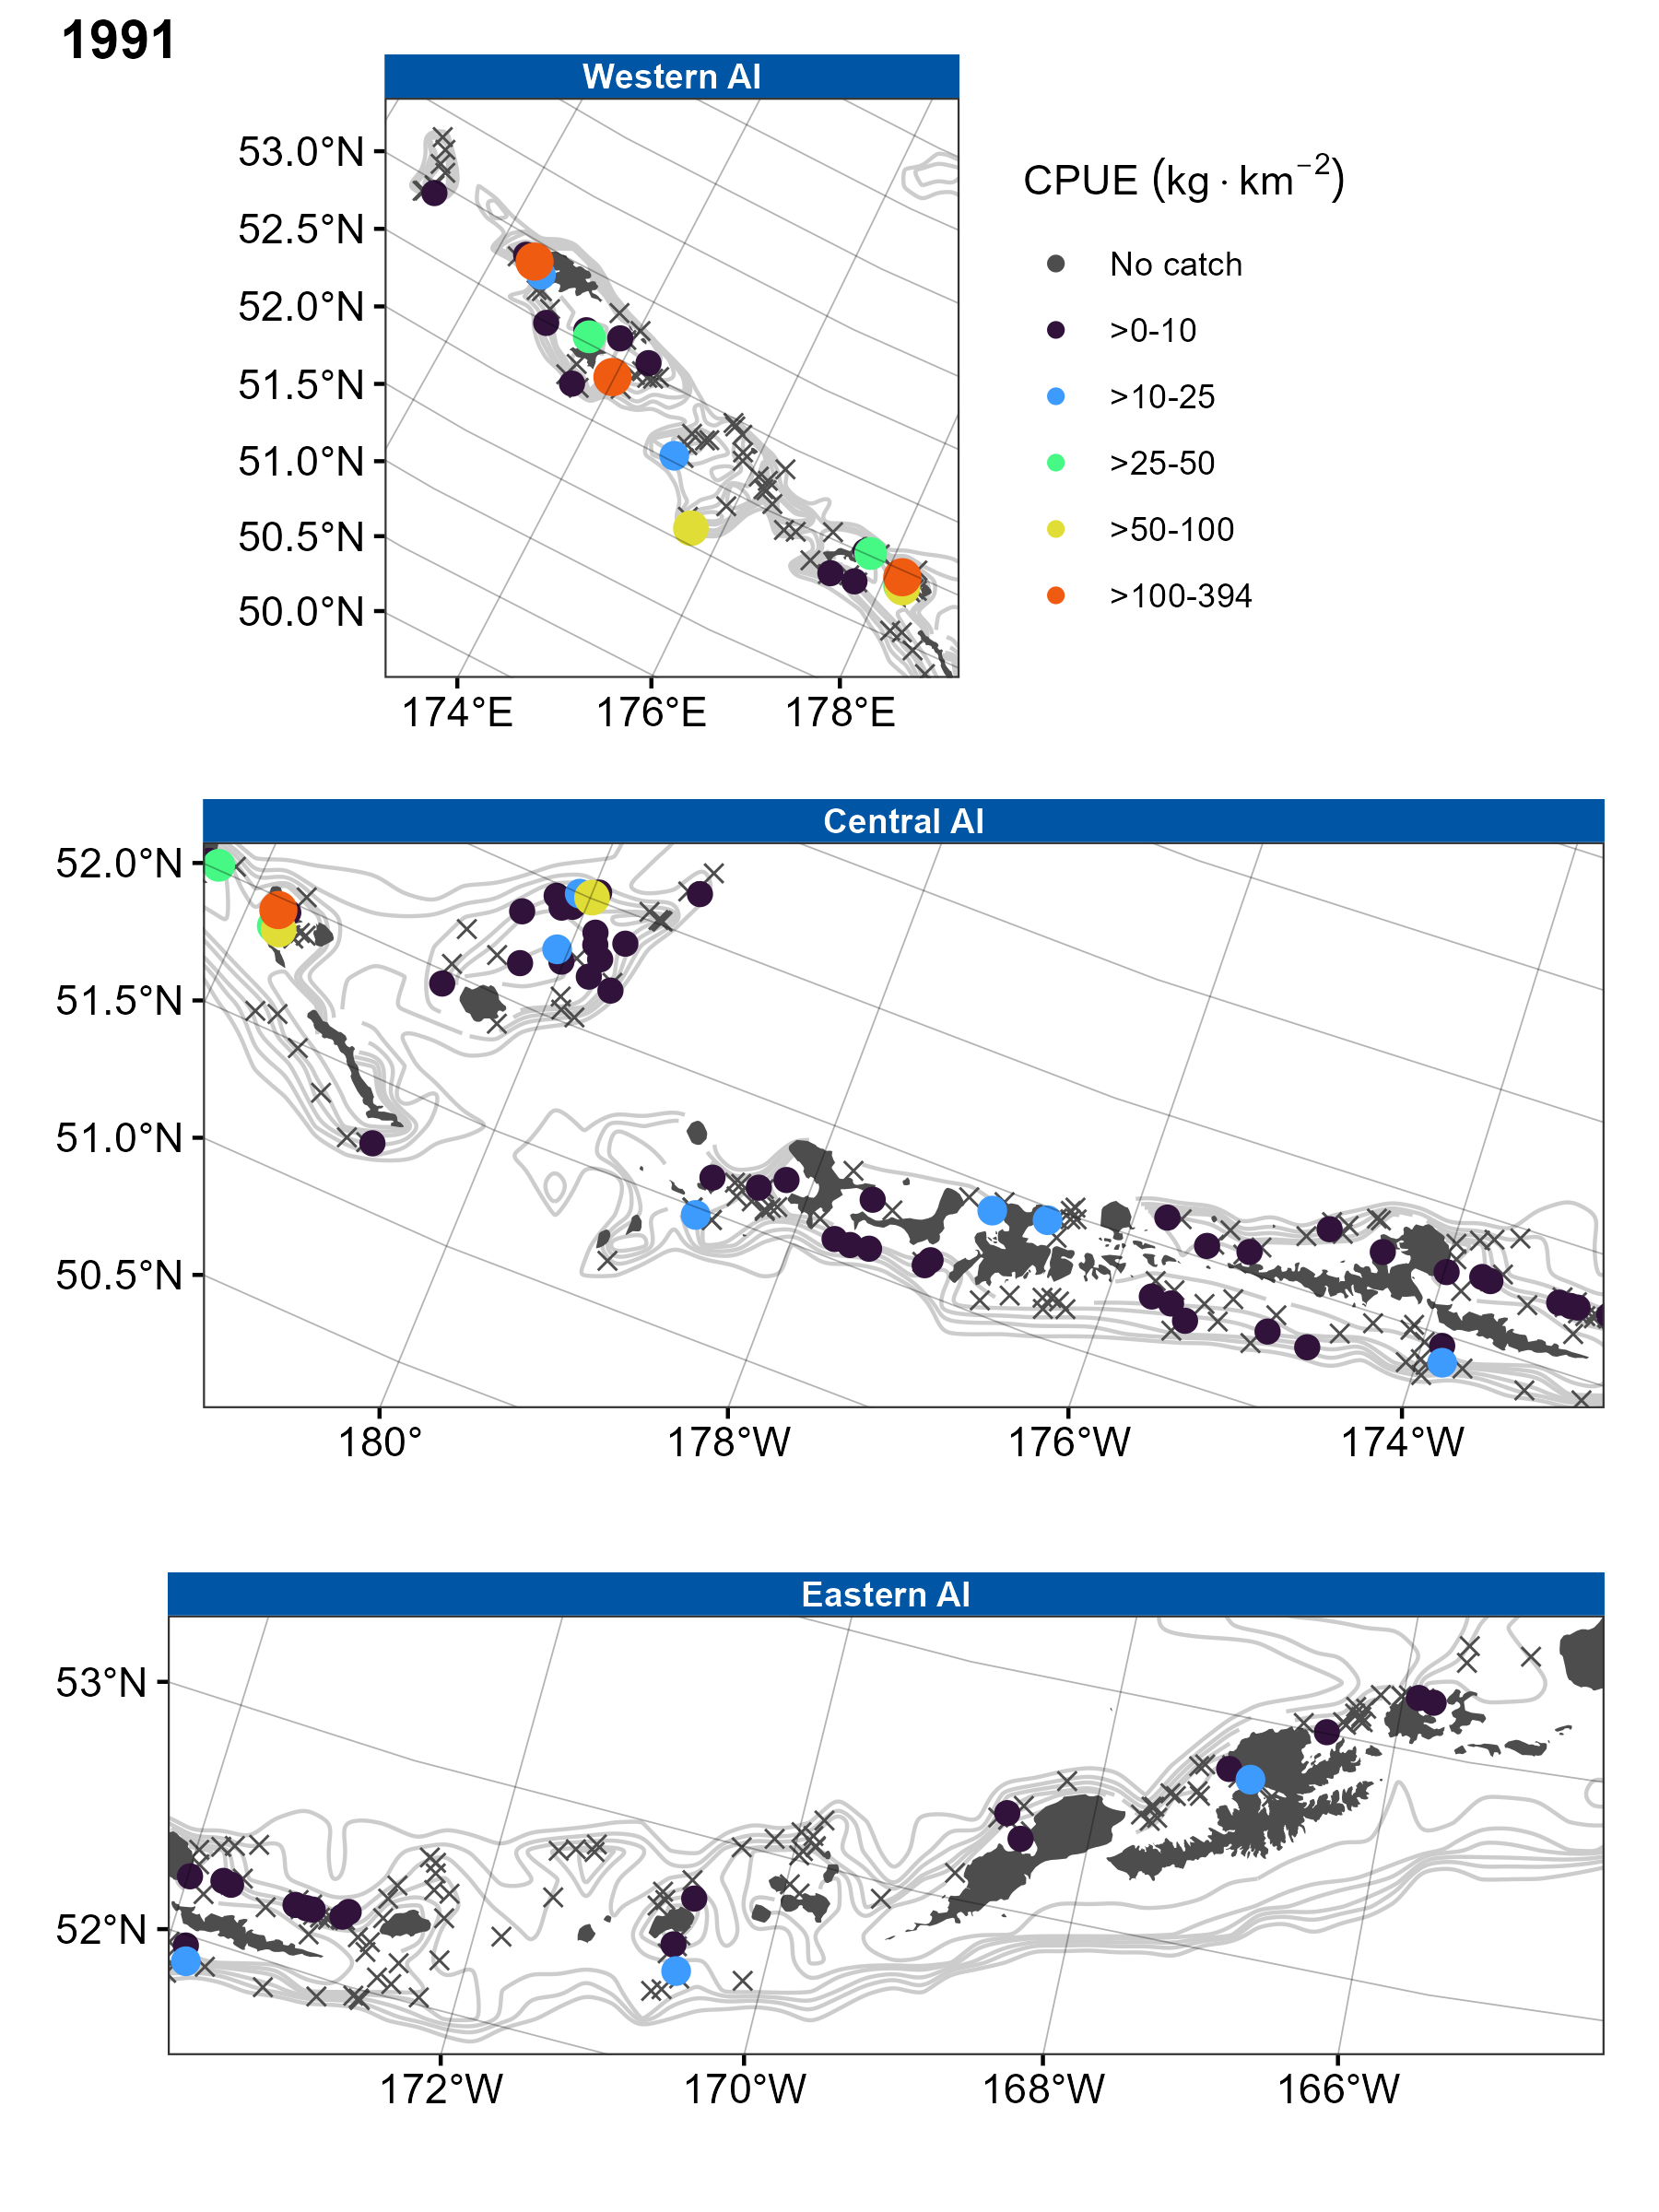 1991
Western AI
53.0°N
52.5°N
52.0°N
51.5°N
51.0°N
50.5°N
50.0°N
174°E 176°E 178°E
CPUE (kg · km⁻²)
No catch
>0-10
>10-25
>25-50
>50-100
>100-394
Central AI
52.0°N
51.5°N
51.0°N
50.5°N
180° 178°W 176°W 174°W
Eastern AI
53°N
52°N
172°W 170°W 168°W 166°W